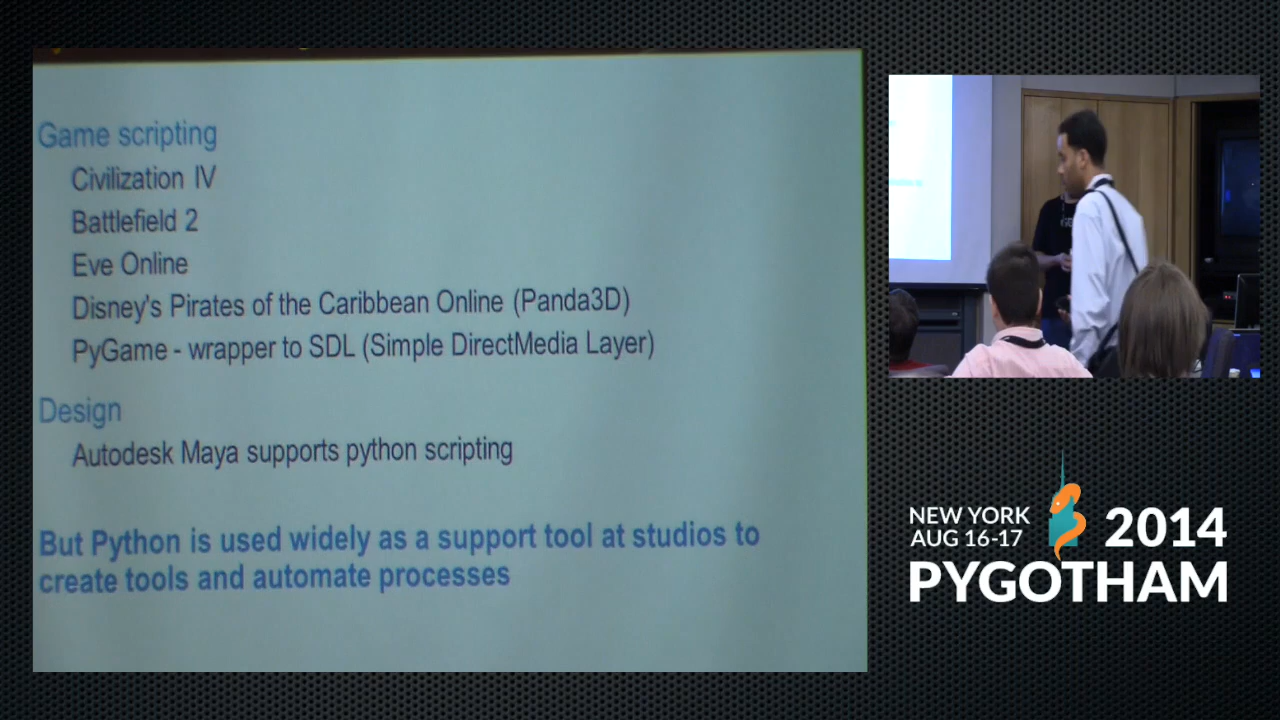 Game scripting
Civilization IV
Battlefield 2
Eve Online
Disney's Pirates of the Caribbean Online (Panda3D)
PyGame - wrapper to SDL (Simple DirectMedia Layer)
Design
Autodesk Maya supports python scripting
But Python is used widely as a support tool at studios to
create tools and automate processes
NEW YORK
AUG 16-17
2014
PYGOTHAM